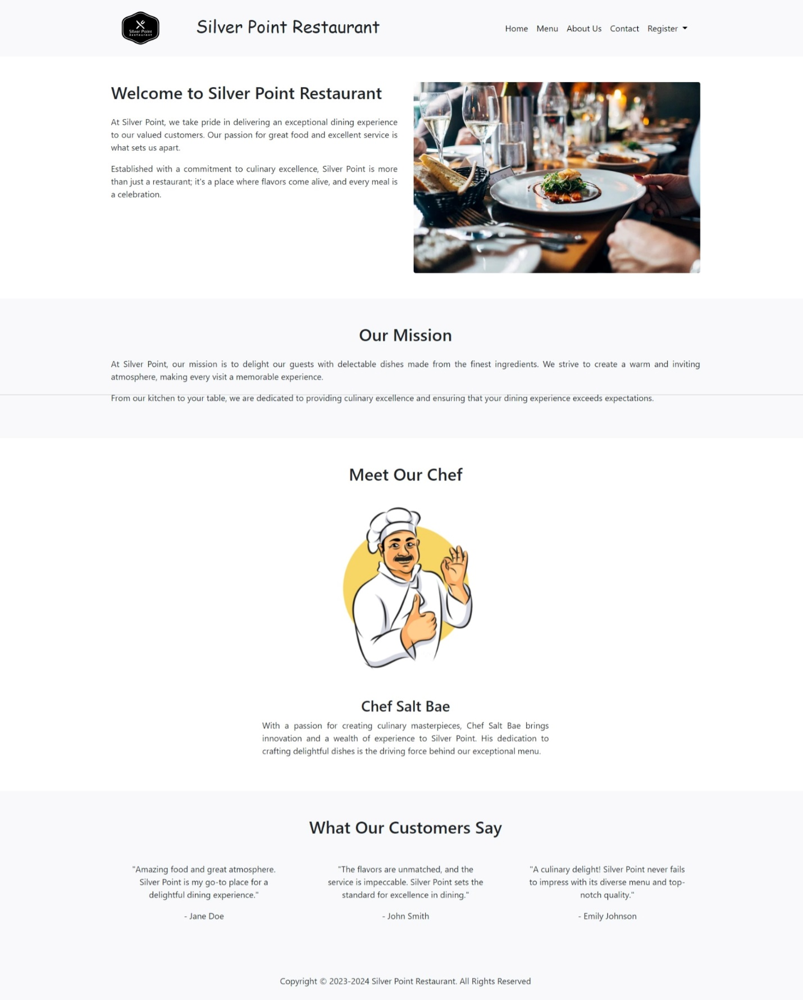 Silver Point
Restaurant
Silver Point Restaurant
Home Menu About Us Contact Register
Welcome to Silver Point Restaurant
At Silver Point, we take pride in delivering an exceptional dining experience
to our valued customers. Our passion for great food and excellent service is
what sets us apart.
Established with a commitment to culinary excellence, Silver Point is more
than just a restaurant; it's a place where flavors come alive, and every meal is
a celebration.
Our Mission
At Silver Point, our mission is to delight our guests with delectable dishes made from the finest ingredients. We strive to create a warm and inviting
atmosphere, making every visit a memorable experience.
From our kitchen to your table, we are dedicated to providing culinary excellence and ensuring that your dining experience exceeds expectations.
Meet Our Chef
Chef Salt Bae
With a passion for creating culinary masterpieces, Chef Salt Bae brings
innovation and a wealth of experience to Silver Point. His dedication to
crafting delightful dishes is the driving force behind our exceptional menu.
What Our Customers Say
"Amazing food and great atmosphere.
Silver Point is my go-to place for a
delightful dining experience."
- Jane Doe
"The flavors are unmatched, and the
service is impeccable. Silver Point sets the
standard for excellence in dining."
- John Smith
"A culinary delight! Silver Point never fails
to impress with its diverse menu and top-
notch quality."
- Emily Johnson
Copyright © 2023-2024 Silver Point Restaurant. All Rights Reserved